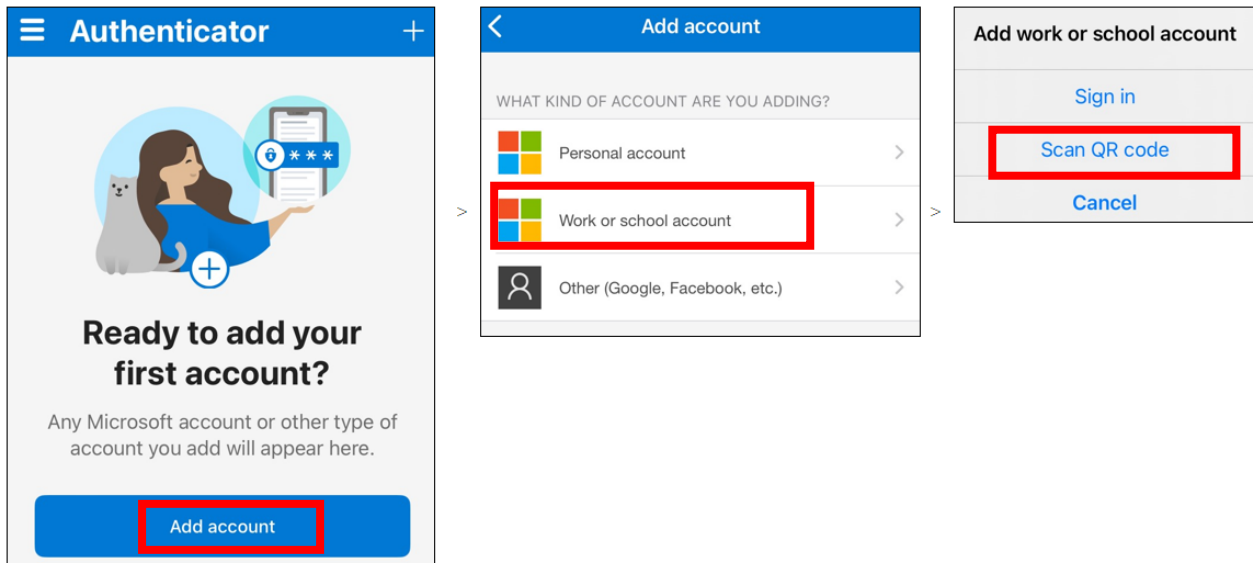 Authenticator
* * *
Ready to add your
first account?
Any Microsoft account or other type of
account you add will appear here.
Add account
>
Add account
WHAT KIND OF ACCOUNT ARE YOU ADDING?
Personal account
Work or school account
Other (Google, Facebook, etc.)
>
Add work or school account
Sign in
Scan QR code
Cancel